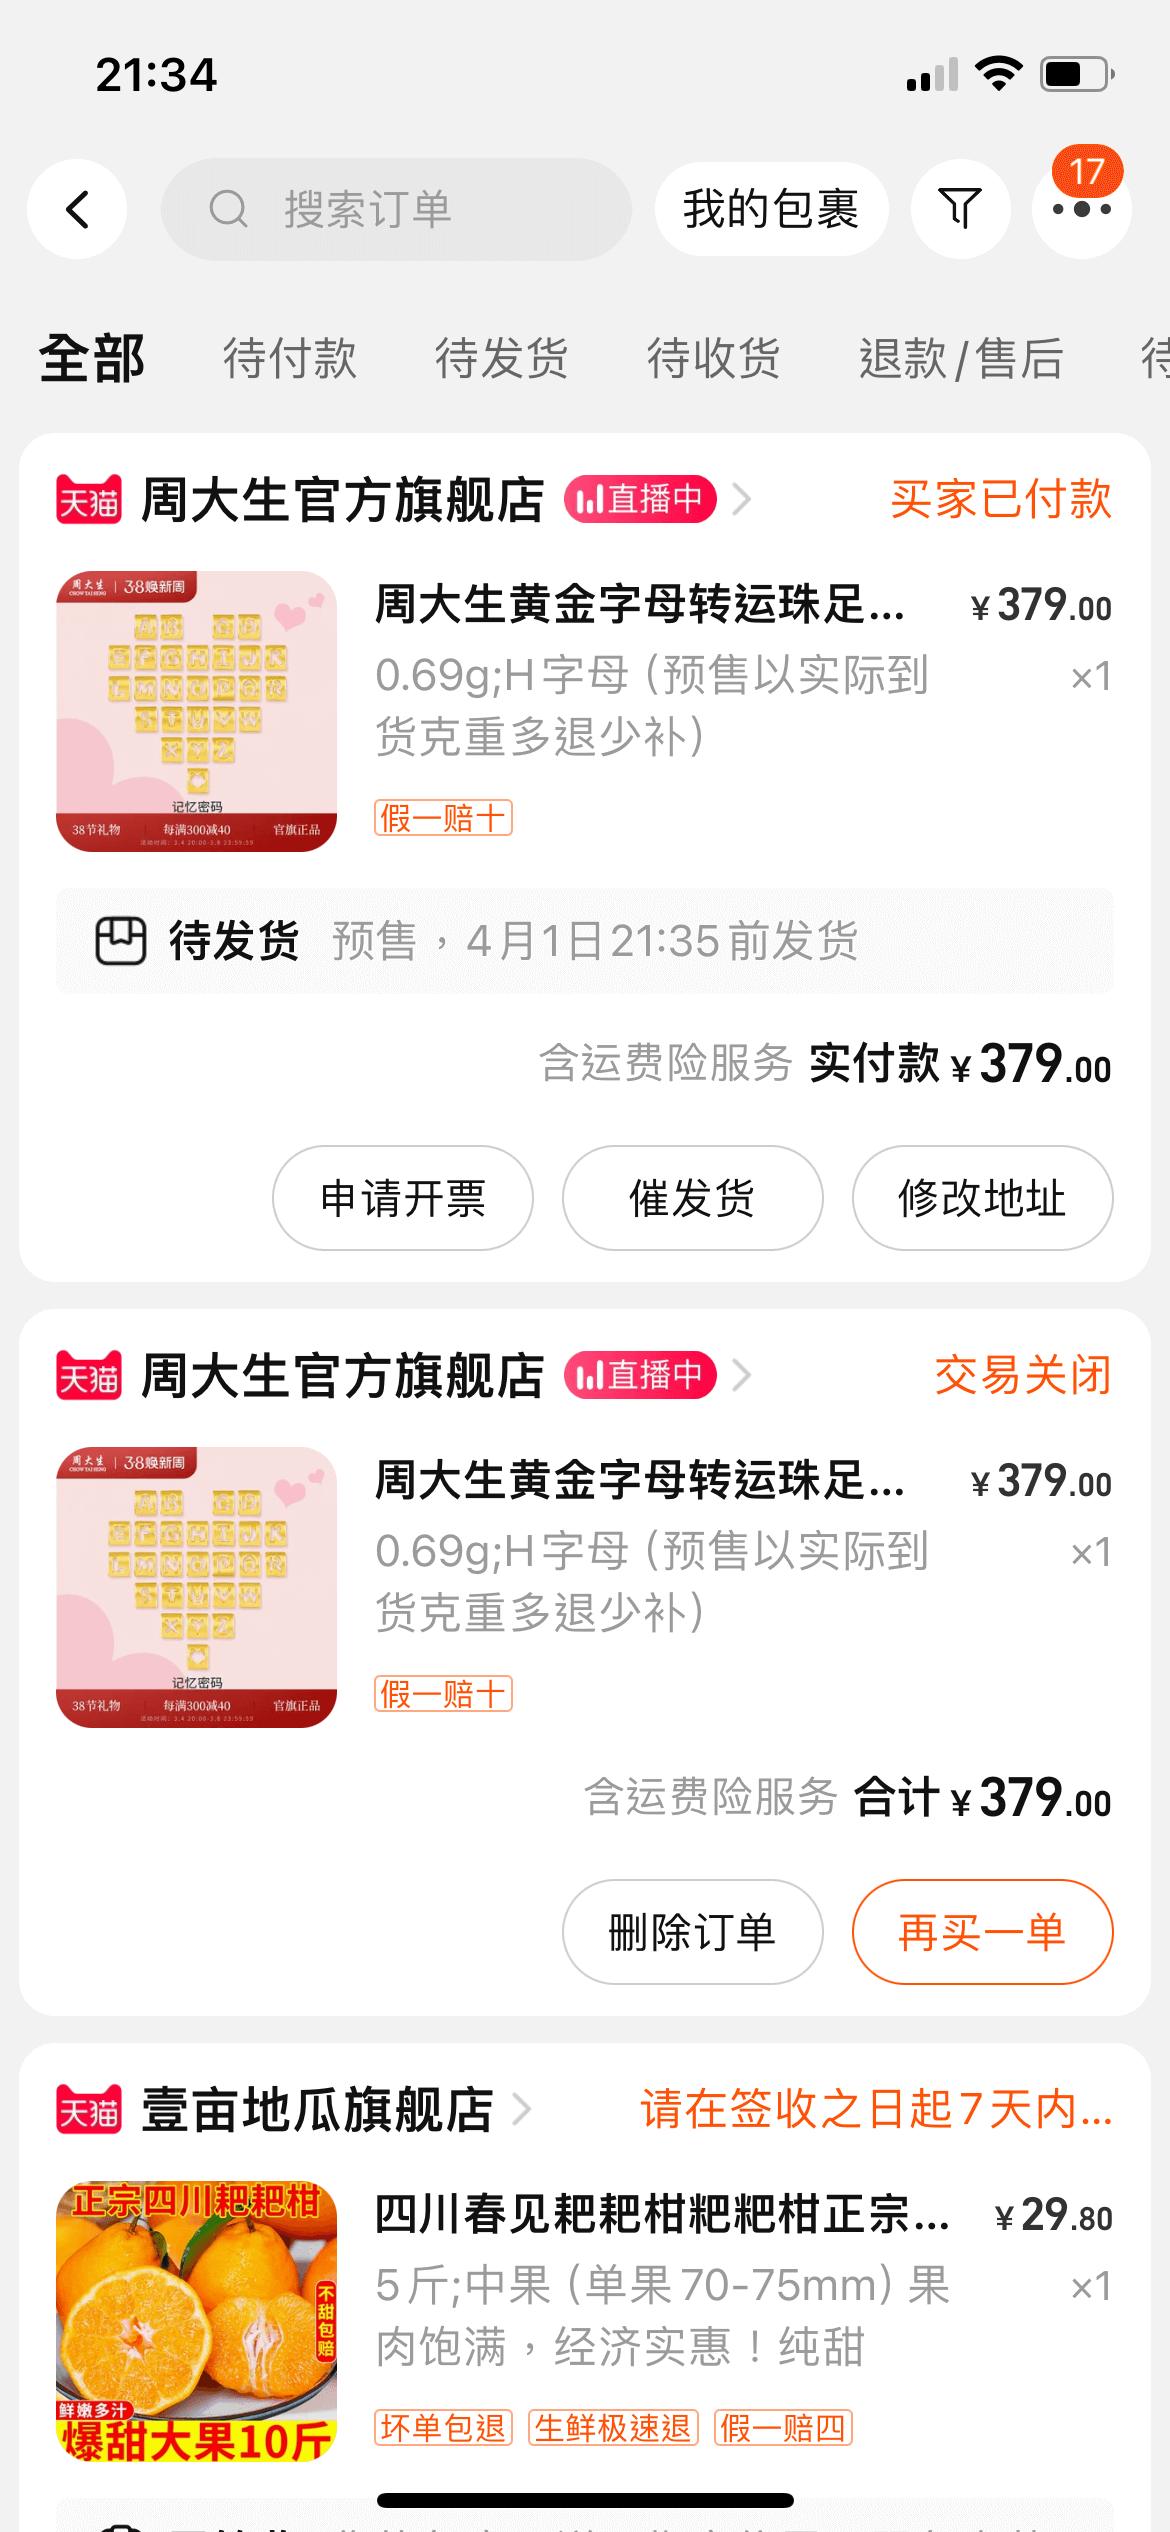 21:34
搜索订单
我的包裹
17
全部
待付款
待发货
待收货
退款/售后
待
天猫
周大生官方旗舰店
直播中
买家已付款
周大生
CHOW TAI SENG
38焕新周
A B C D
E F G H I J K
L M N O P Q R
S T U V W
X Y Z
记忆密码
38节礼物
每满300减40
官旗正品
周大生黄金字母转运珠足...
¥379.00
0.69g;H字母（预售以实际到
×1
货克重多退少补）
假一赔十
待发货
预售，4月1日21:35前发货
含运费险服务 实付款 ¥379.00
申请开票
催发货
修改地址
天猫
周大生官方旗舰店
直播中
交易关闭
周大生
CHOW TAI SENG
38焕新周
A B C D
E F G H I J K
L M N O P Q R
S T U V W
X Y Z
记忆密码
38节礼物
每满300减40
官旗正品
周大生黄金字母转运珠足...
¥379.00
0.69g;H字母（预售以实际到
×1
货克重多退少补）
假一赔十
含运费险服务 合计 ¥379.00
删除订单
再买一单
天猫
壹亩地瓜旗舰店
请在签收之日起7天内...
正宗四川耙耙柑
不甜包赔
鲜嫩多汁
爆甜大果10斤
四川春见耙耙柑粑粑柑正宗...
¥29.80
5斤;中果（单果70-75mm）果
×1
肉饱满，经济实惠！纯甜
坏单包退
生鲜极速退
假一赔四